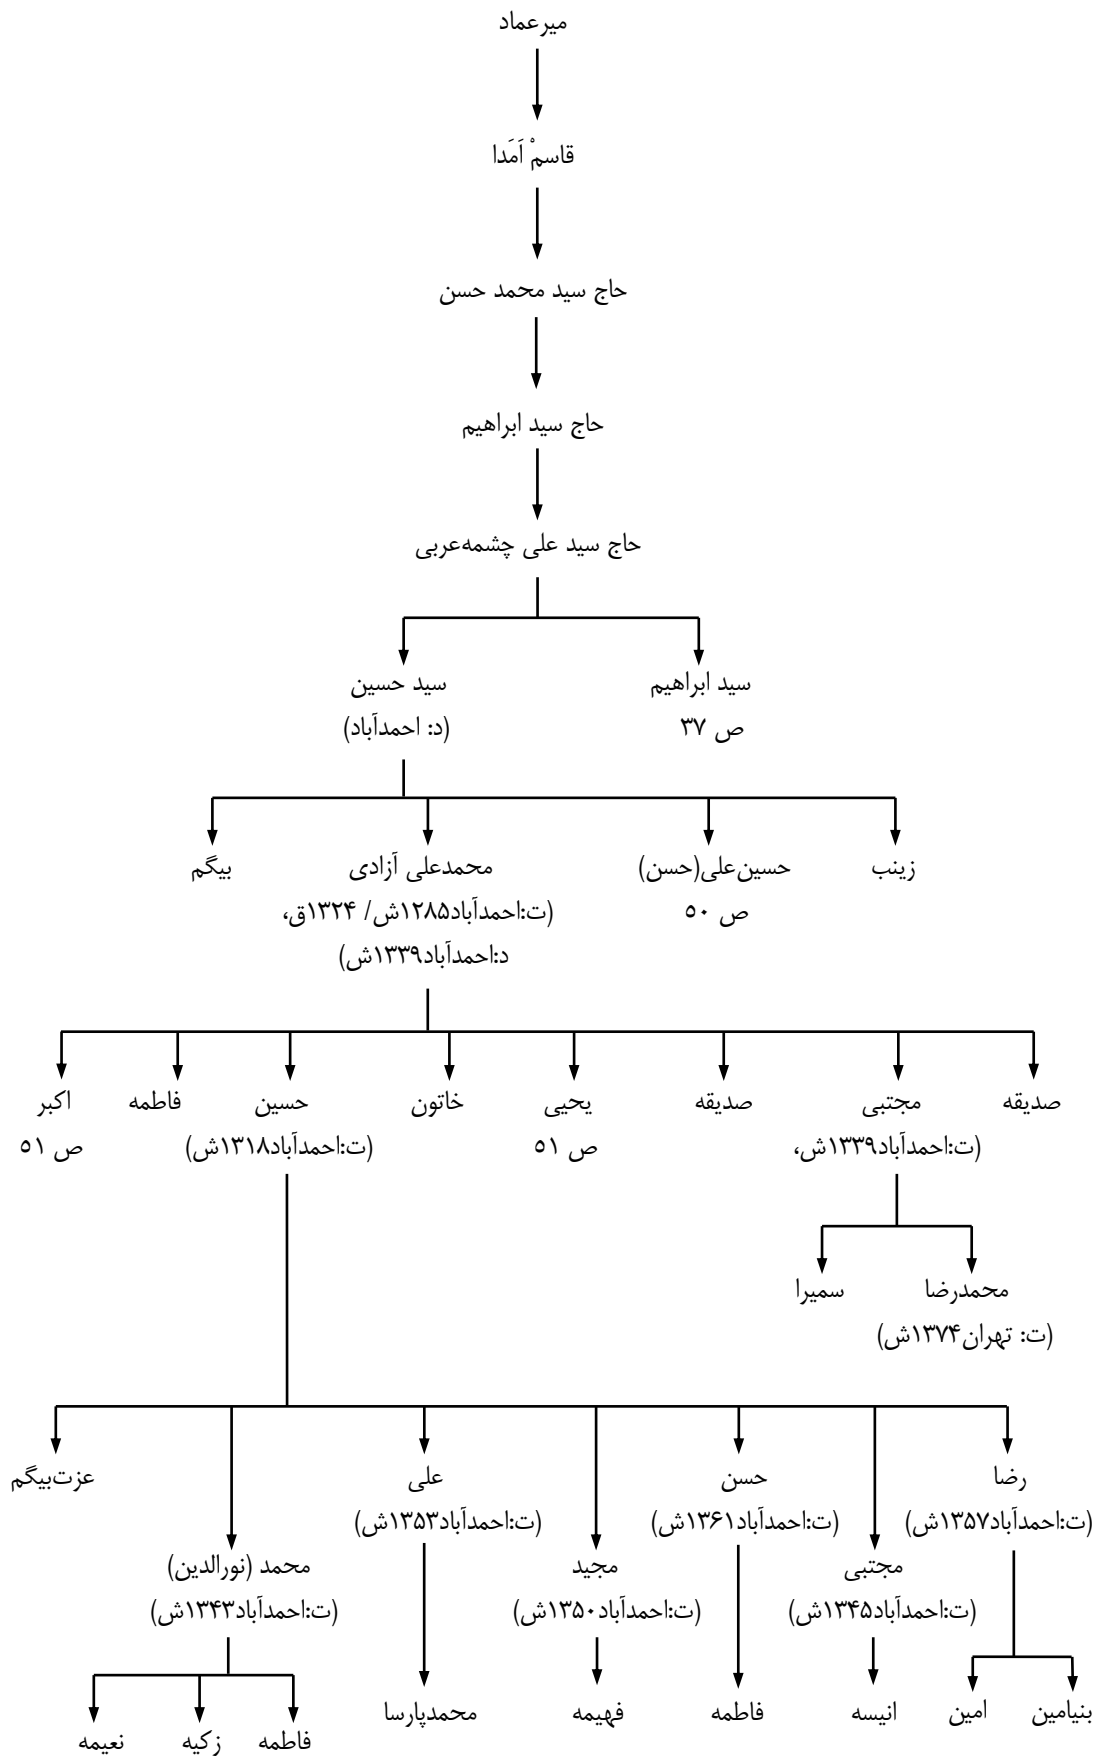 میرعماد
قاسمْ اَمَدا
حاج سید محمد حسن
حاج سید ابراهیم
حاج سید علی چشمه‌عربی
سید ابراهیم
ص ۳۷
سید حسین
(د: احمدآباد)
زینب
حسین‌علی(حسن)
ص ۵۰
محمدعلی آزادی
(ت:احمدآباد۱۲۸۵ش/ ۱۳۲۴ق،
د:احمدآباد۱۳۳۹ش)
بیگم
صدیقه
مجتبی
(ت:احمدآباد۱۳۳۹ش،
صدیقه
یحیی
ص ۵۱
خاتون
حسین
(ت:احمدآباد۱۳۱۸ش)
فاطمه
اکبر
ص ۵۱
محمدرضا
(ت: تهران۱۳۷۴ش)
سمیرا
رضا
(ت:احمدآباد۱۳۵۷ش)
مجتبی
(ت:احمدآباد۱۳۴۵ش)
حسن
(ت:احمدآباد۱۳۶۱ش)
مجید
(ت:احمدآباد۱۳۵۰ش)
علی
(ت:احمدآباد۱۳۵۳ش)
محمد (نورالدین)
(ت:احمدآباد۱۳۴۳ش)
عزت‌بیگم
بنیامین
امین
انیسه
فاطمه
فهیمه
محمدپارسا
فاطمه
زکیه
نعیمه